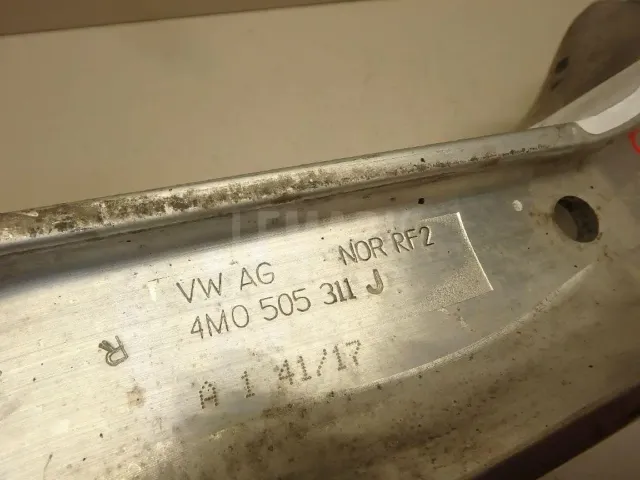 VW AG NOR RF2
4M0 505 311 J
R
A 1 41/17